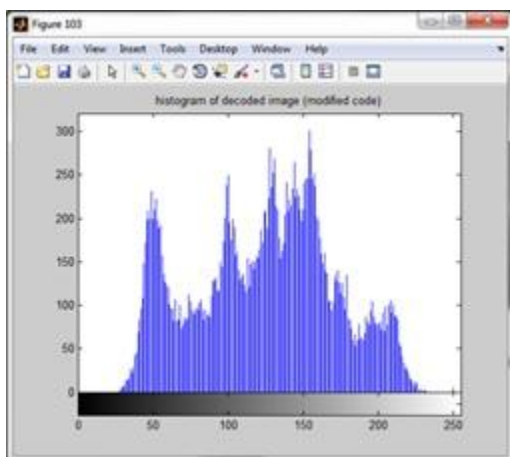 Figure 103
File Edit View Insert Tools Desktop Window Help
histogram of decoded image (modified code)
300
250
200
150
100
50
0
0 50 100 150 200 250